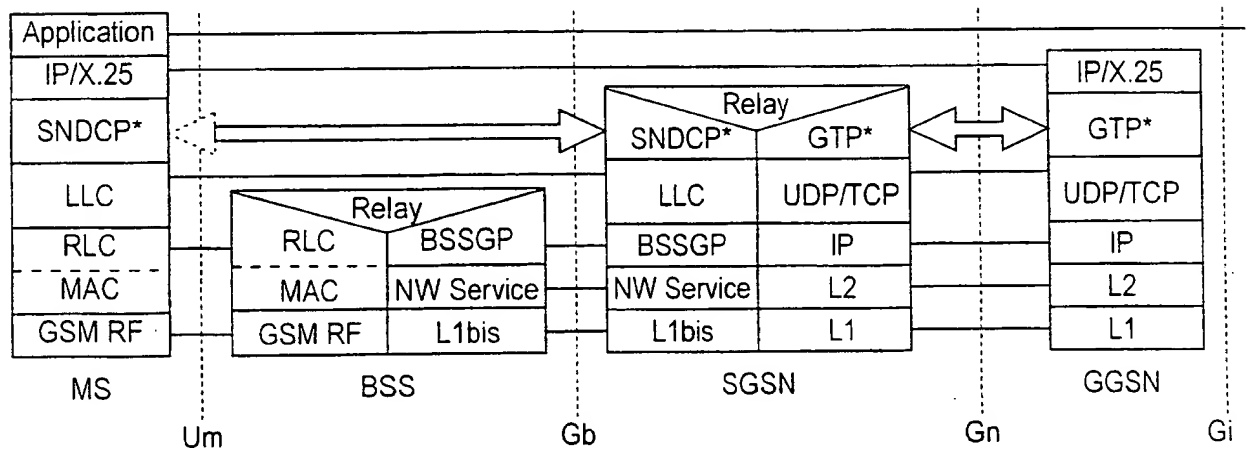 Application
IP/X.25
SNDCP*
LLC
RLC
MAC
GSM RF
MS
Relay
RLC
BSSGP
MAC
NW Service
GSM RF
L1bis
BSS
Relay
SNDCP*
GTP*
LLC
UDP/TCP
BSSGP
IP
NW Service
L2
L1bis
L1
SGSN
IP/X.25
GTP*
UDP/TCP
IP
L2
L1
GGSN
Um
Gb
Gn
Gi